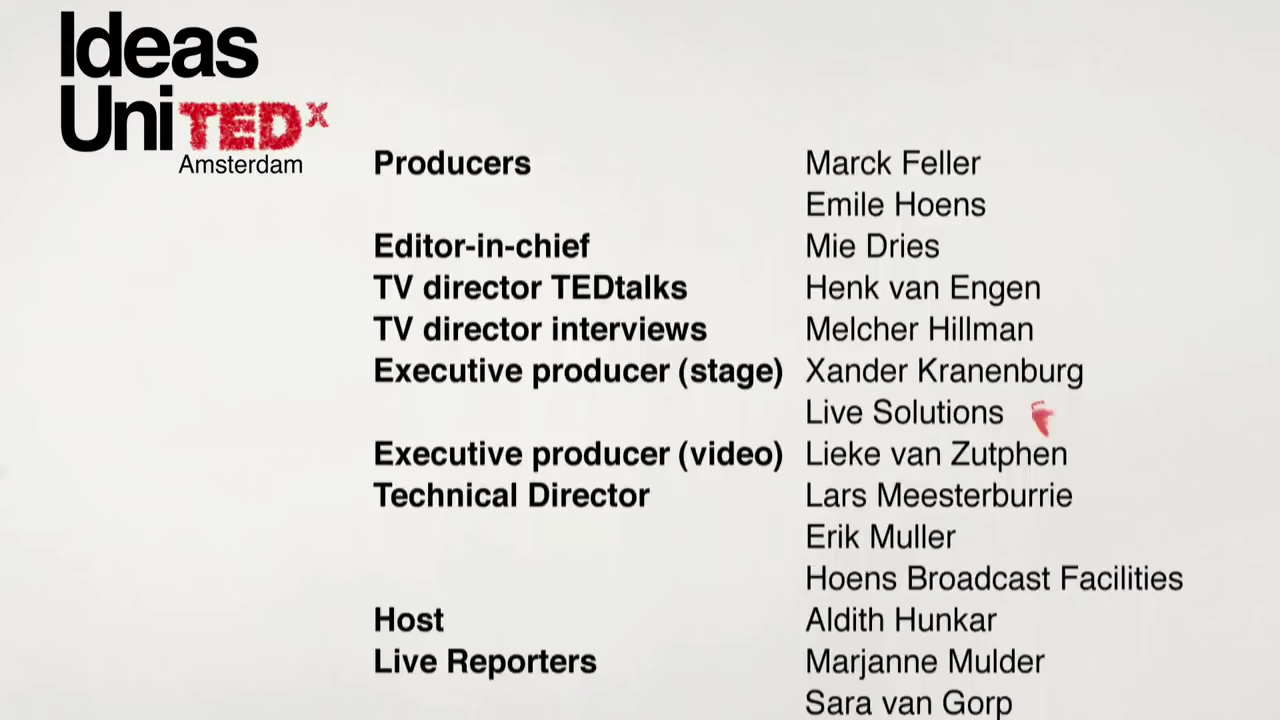 Ideas
UniTEDx
Amsterdam
Producers Marck Feller
Emile Hoens
Editor-in-chief Mie Dries
TV director TEDtalks Henk van Engen
TV director interviews Melcher Hillman
Executive producer (stage) Xander Kranenburg
Live Solutions
Executive producer (video) Lieke van Zutphen
Technical Director Lars Meesterburrie
Erik Muller
Hoens Broadcast Facilities
Host Aldith Hunkar
Live Reporters Marjanne Mulder
Sara van Gorp